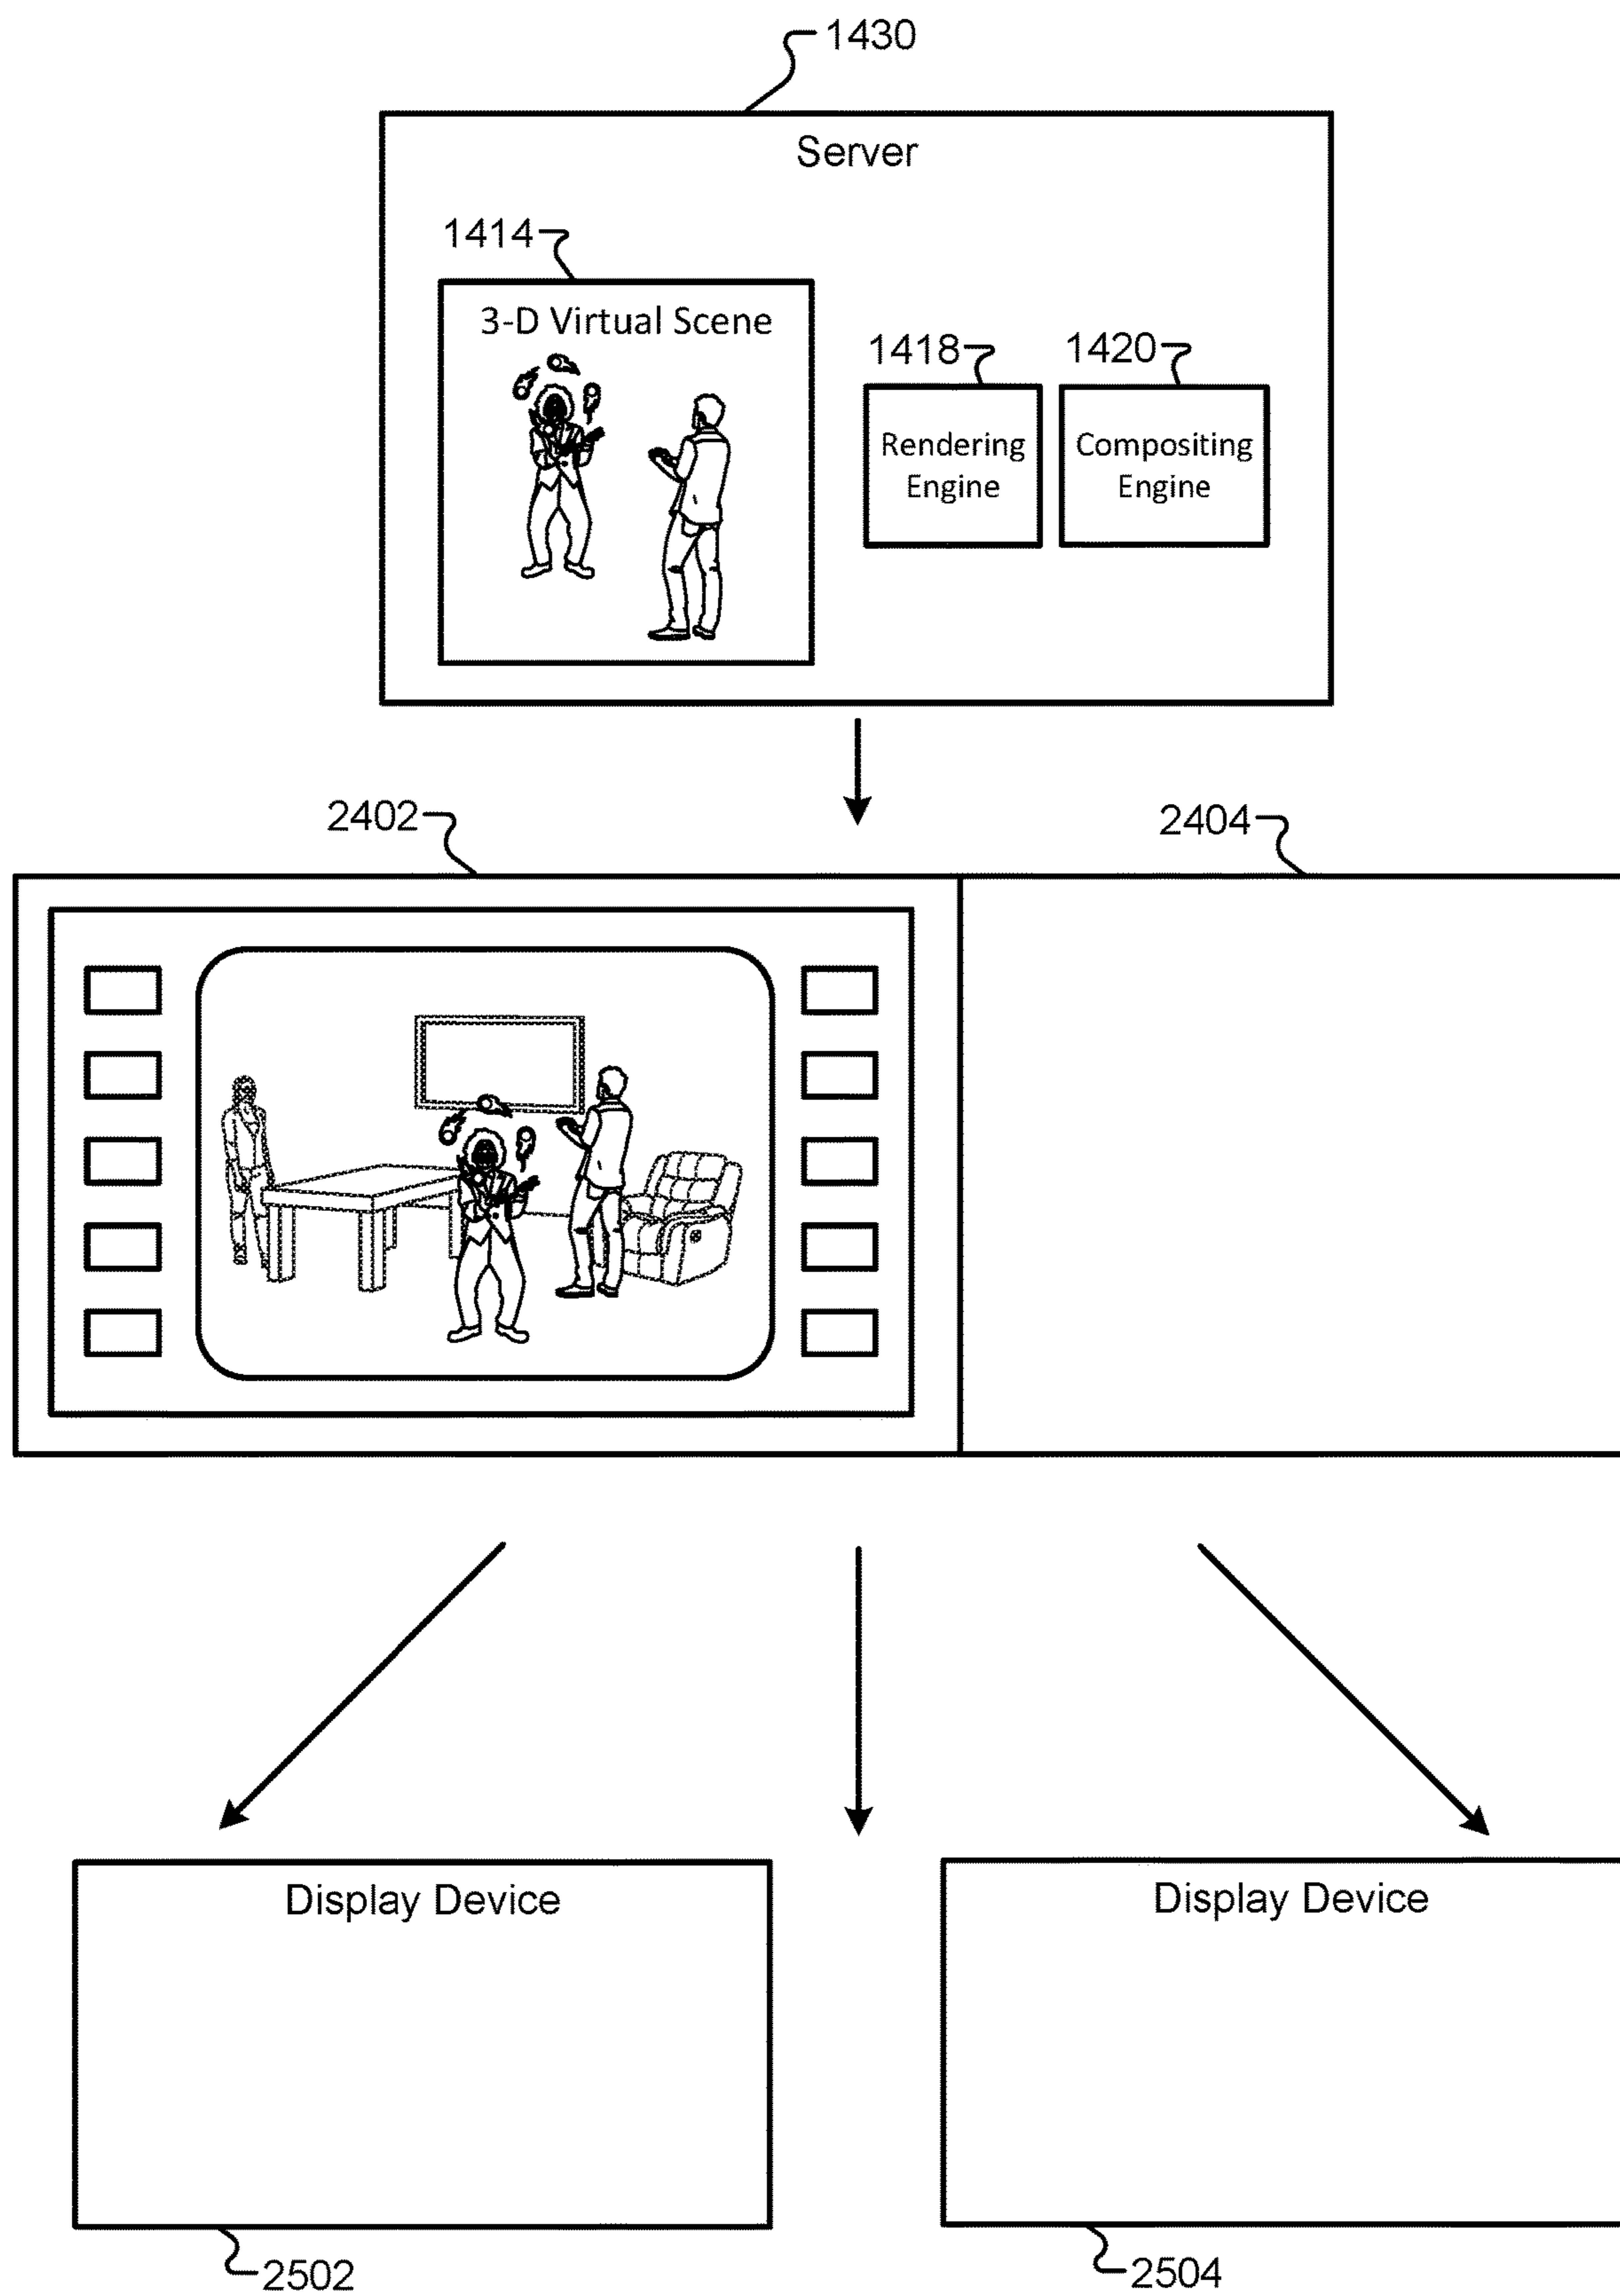 1430
Server
1414
3-D Virtual Scene
1418
1420
Rendering
Engine
Compositing
Engine
2402
2404
Display Device
Display Device
2502
2504